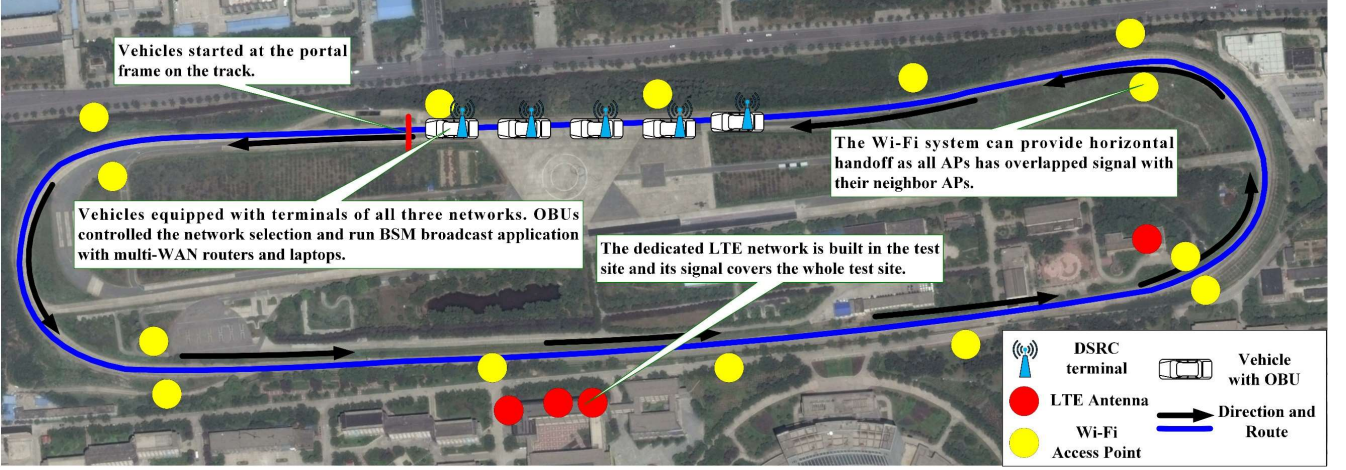 Vehicles started at the portal
frame on the track.
The Wi-Fi system can provide horizontal
handoff as all APs has overlapped signal with
their neighbor APs.
Vehicles equipped with terminals of all three networks. OBUs
controlled the network selection and run BSM broadcast application
with multi-WAN routers and laptops.
The dedicated LTE network is built in the test
site and its signal covers the whole test site.
DSRC
terminal
Vehicle
with OBU
LTE Antenna
Direction and
Route
Wi-Fi
Access Point